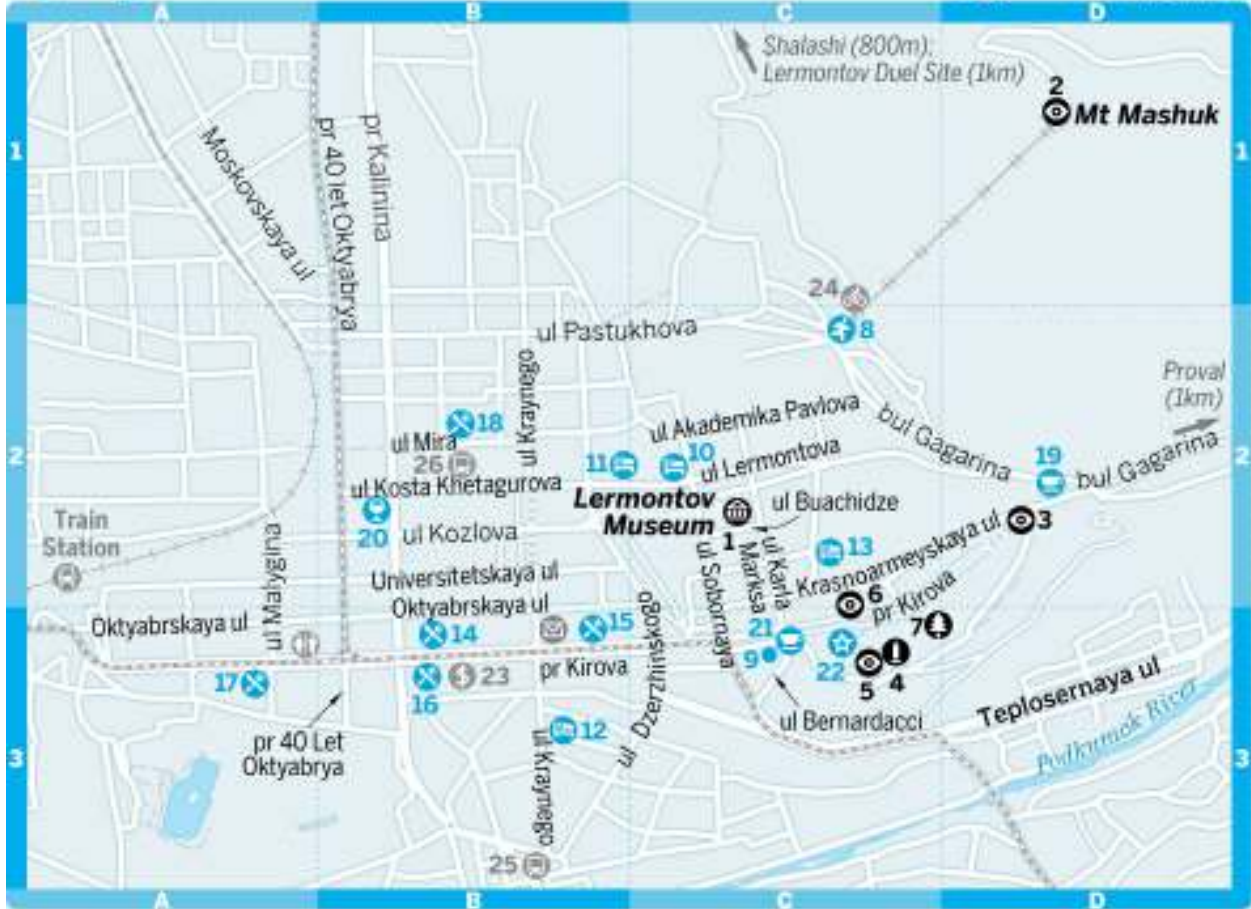 A
B
C
D
Shalashi (800m);
Lermontov Duel Site (1km)
2
Mt Mashuk
1
1
Moskovskaya ul
pr 40 let Oktyabrya
pr Kalinina
24
ul Pastukhova
8
ul Kraynego
Proval
(1km)
ul Akademika Pavlova
bul Gagarina
18
ul Mira
2
26
11
10
ul Lermontova
19
bul Gagarina
2
ul Kosta Khetagurova
Lermontov
Museum
1
ul Buachidze
Train
Station
20
ul Kozlova
3
13
Krasnoarmeyskaya ul
ul Malygina
Universitetskaya ul
ul Sobornaya
ul Karla
Marksa
6
pr Kirova
Oktyabrskaya ul
Oktyabrskaya ul
14
15
ul Dzerzhinskogo
21
7
9
22
5
4
17
16
23
pr Kirova
Teplosernaya ul
ul Bernardacci
pr 40 Let
Oktyabrya
12
ul Kraynego
Podkumok River
3
3
25
A
B
C
D